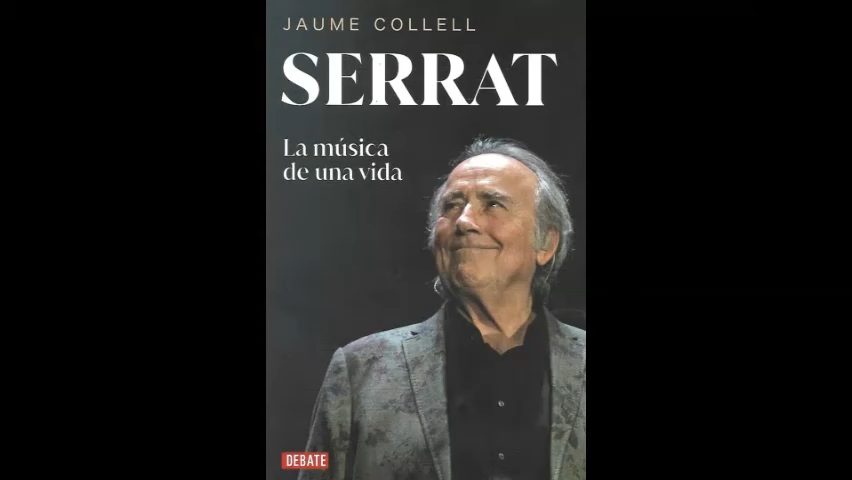 JAUME COLLELL
SERRAT
La música
de una vida
DEBATE